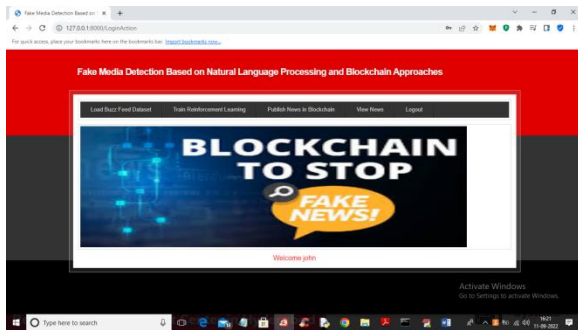 Fake Media Detection Based on
127.0.0.1:8000/LoginAction
For quick access, place your bookmarks here on the bookmarks bar. Import bookmarks now...
Fake Media Detection Based on Natural Language Processing and Blockchain Approaches
Load Buzz Feed Dataset Train Reinforcement Learning Publish News in Blockchain View News Logout
BLOCKCHAIN
TO STOP
FAKE
NEWS!
Welcome john
Activate Windows
Go to Settings to activate Windows.
Type here to search
16:21
11-09-2022